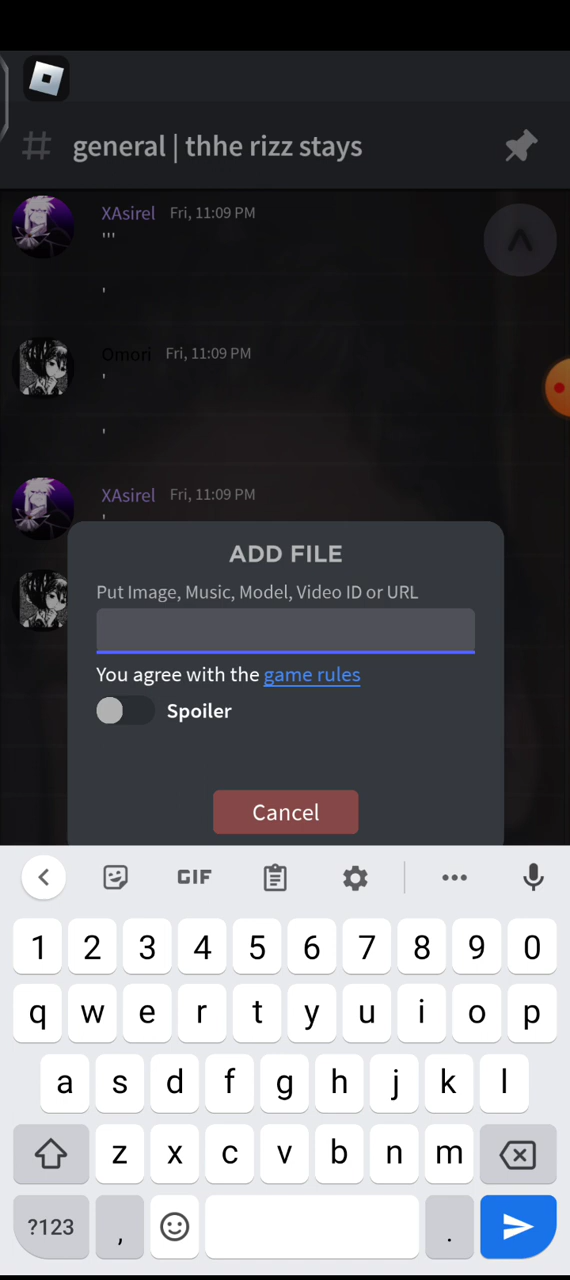 general | thhe rizz stays
XAsirel Fri, 11:09 PM
'''
'
Omori Fri, 11:09 PM
'
'
XAsirel Fri, 11:09 PM
'
ADD FILE
Put Image, Music, Model, Video ID or URL
You agree with the game rules
Spoiler
Cancel
GIF
1 2 3 4 5 6 7 8 9 0
q w e r t y u i o p
a s d f g h j k l
z x c v b n m
?123 , .